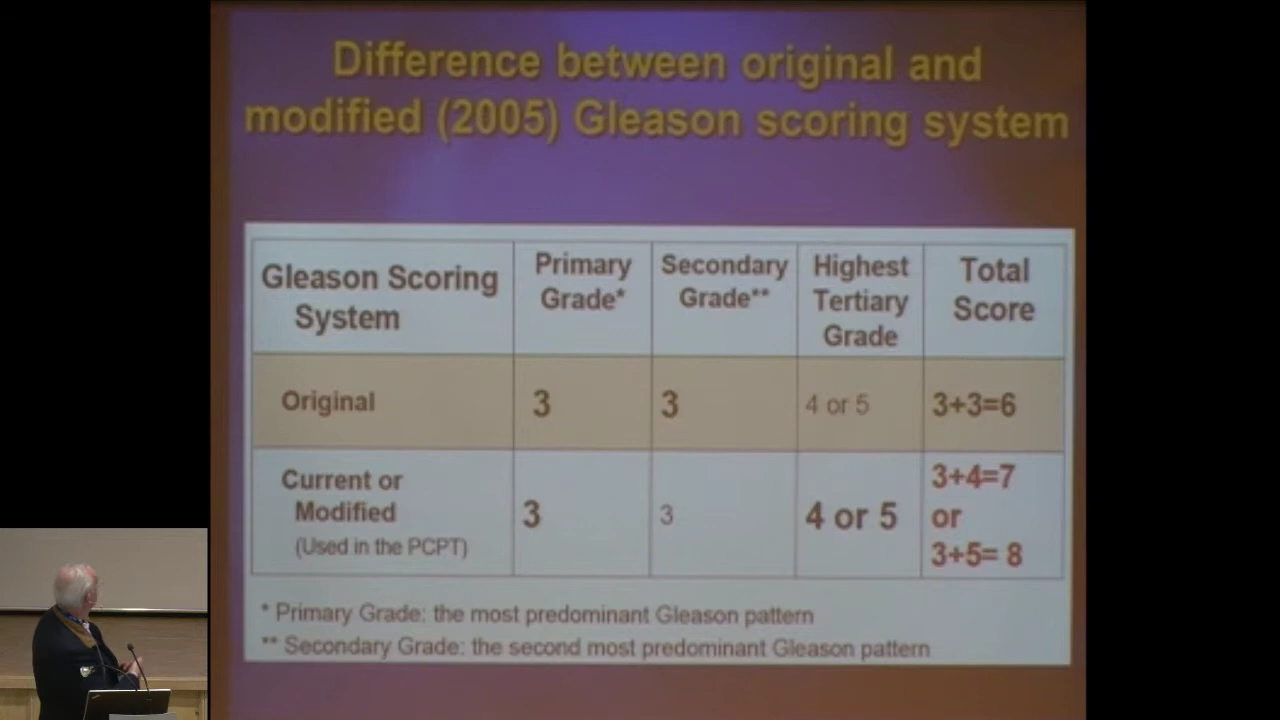 Difference between original and
modified (2005) Gleason scoring system
Gleason Scoring System
Primary Grade*
Secondary Grade**
Highest Tertiary Grade
Total Score
Original
3
3
4 or 5
3+3=6
Current or Modified
(Used in the PCPT)
3
3
4 or 5
3+4=7
or
3+5= 8
* Primary Grade: the most predominant Gleason pattern
** Secondary Grade: the second most predominant Gleason pattern